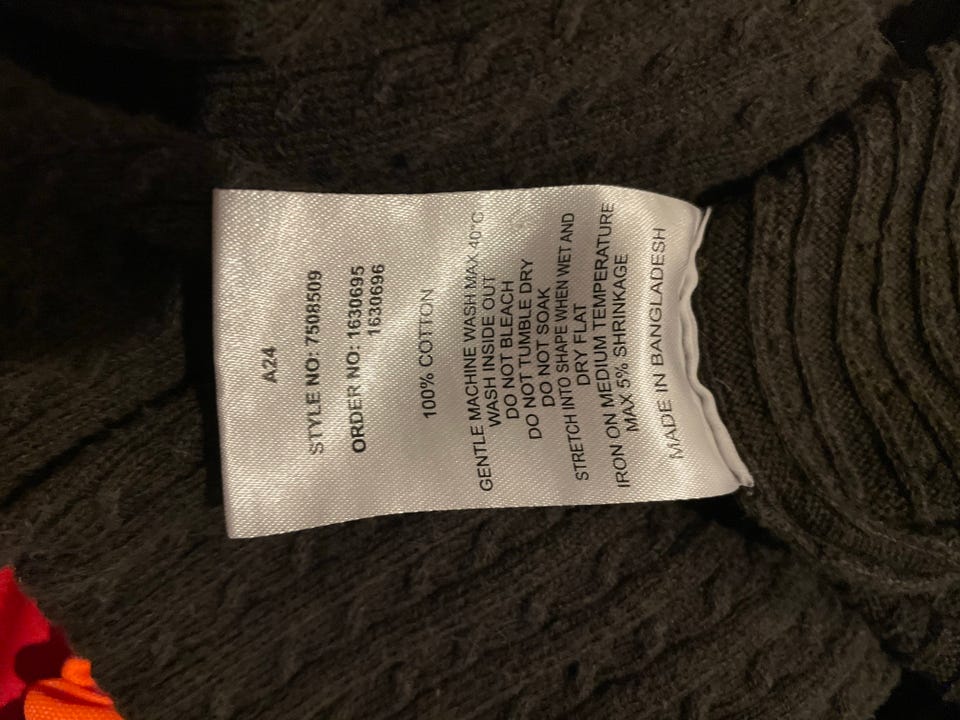 A24
STYLE NO: 7508509
ORDER NO: 1630695
1630696
100% COTTON
GENTLE MACHINE WASH MAX 40°C
WASH INSIDE OUT
DO NOT BLEACH
DO NOT TUMBLE DRY
DO NOT SOAK
STRETCH INTO SHAPE WHEN WET AND
DRY FLAT
IRON ON MEDIUM TEMPERATURE
MAX 5% SHRINKAGE
MADE IN BANGLADESH